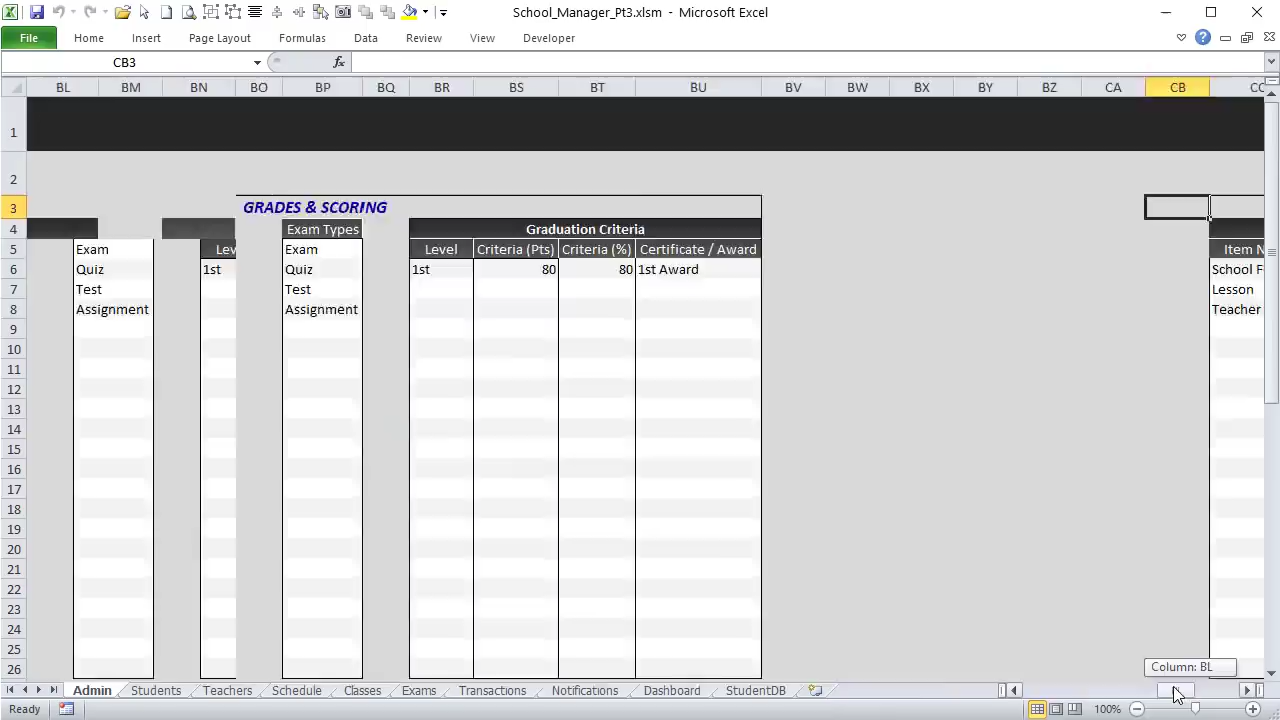 School_Manager_Pt3.xlsm - Microsoft Excel
File Home Insert Page Layout Formulas Data Review View Developer
CB3 fx
BL BM BN BO BP BQ BR BS BT BU BV BW BX BY BZ CA CB CC
1
2
3 GRADES & SCORING
4 Exam Types Graduation Criteria
5 Exam Lev Exam Level Criteria (Pts) Criteria (%) Certificate / Award Item N
6 Quiz 1st Quiz 1st 80 80 1st Award School F
7 Test Test Lesson
8 Assignment Assignment Teacher
9
10
11
12
13
14
15
16
17
18
19
20
21
22
23
24
25
26
Column: BL
Admin Students Teachers Schedule Classes Exams Transactions Notifications Dashboard StudentDB
Ready 100%